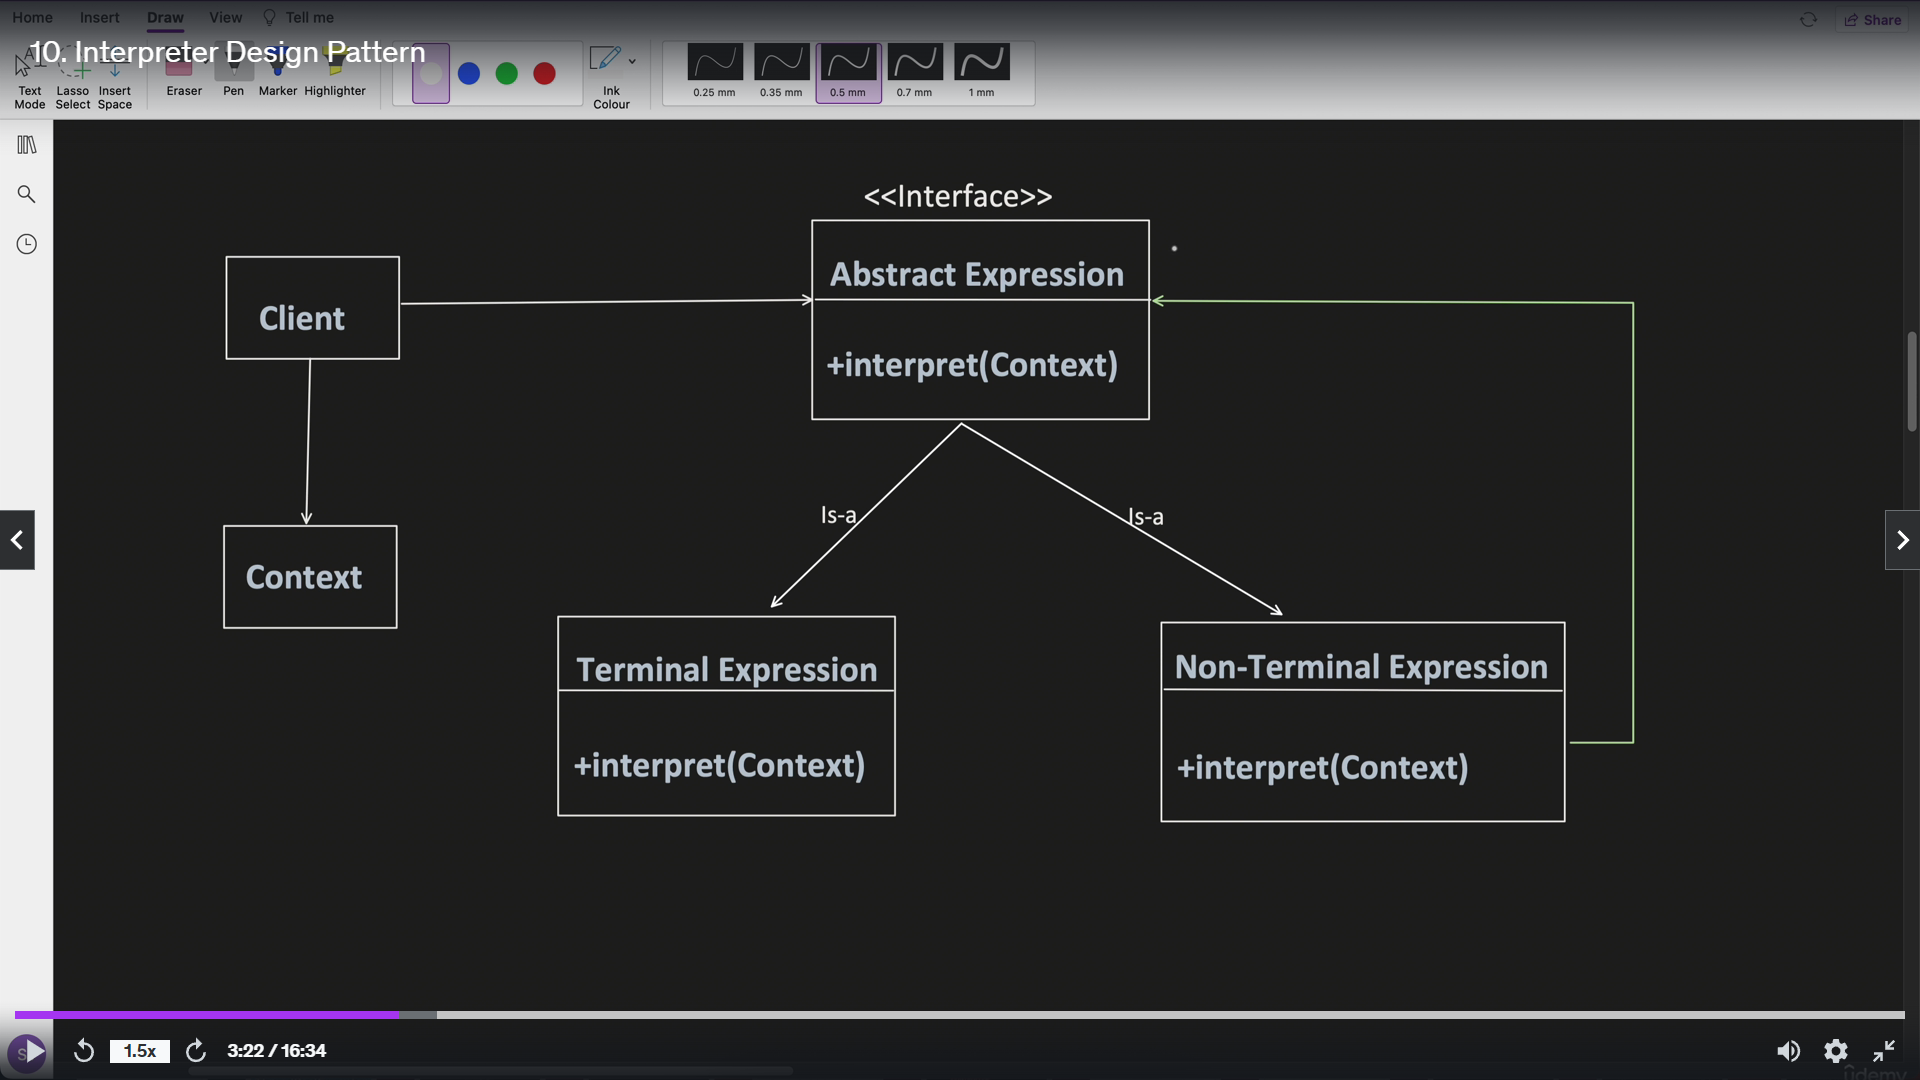 Home Insert Draw View Tell me
Share
10. Interpreter Design Pattern
Text Mode
Lasso Select
Insert Space
Eraser
Pen
Marker
Highlighter
Ink Colour
0.25 mm
0.35 mm
0.5 mm
0.7 mm
1 mm
<<Interface>>
Abstract Expression
+interpret(Context)
Client
Context
Is-a
Is-a
Terminal Expression
+interpret(Context)
Non-Terminal Expression
+interpret(Context)
S
1.5x
3:22 / 16:34
ûdemy